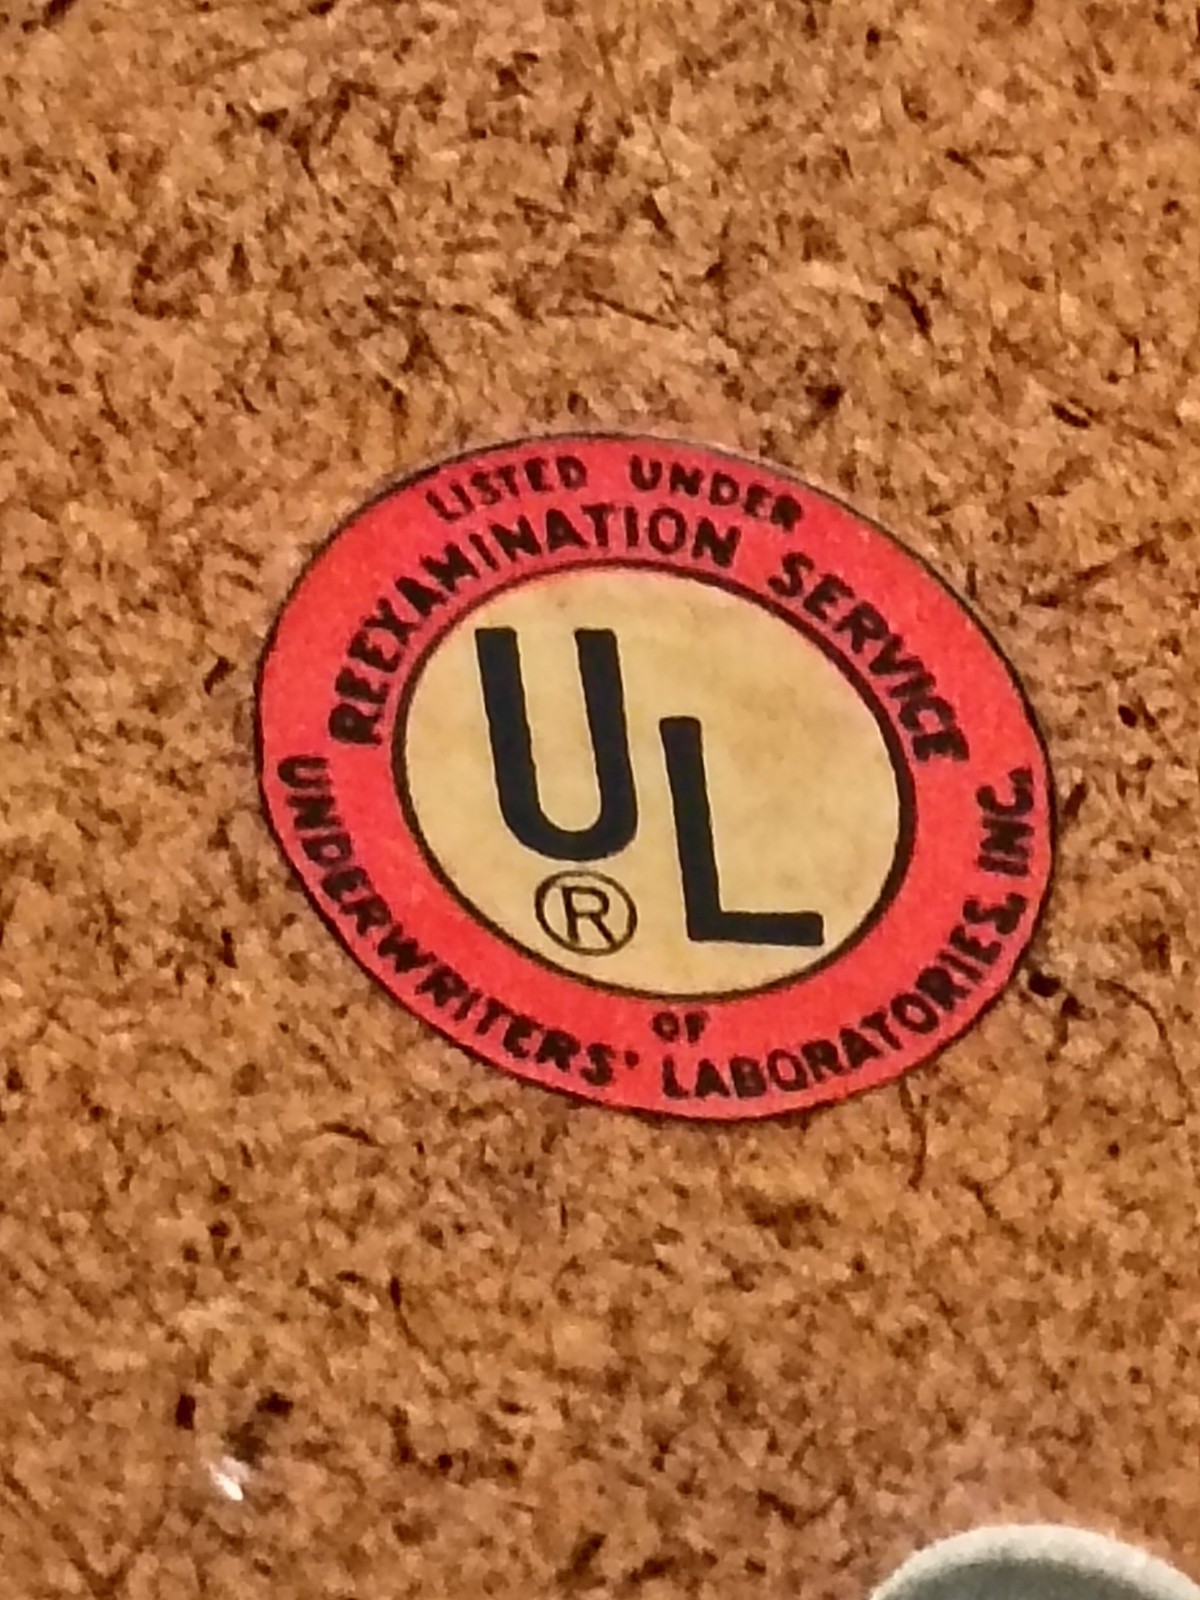 LISTED UNDER
REEXAMINATION SERVICE
UL
®
OF
UNDERWRITERS' LABORATORIES, INC.